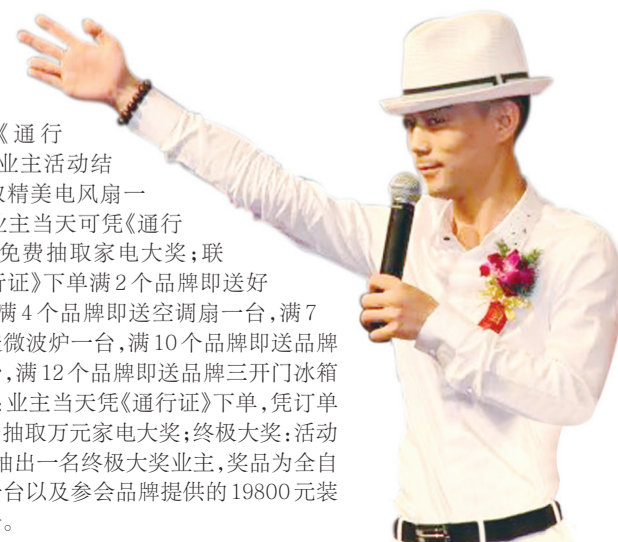 《通行
业主活动结
取精美电风扇一
业主当天可凭《通行
免费抽取家电大奖;联
行证》下单满2个品牌即送好
满4个品牌即送空调扇一台,满7
送微波炉一台,满10个品牌即送品牌
,满12个品牌即送品牌三开门冰箱
业主当天凭《通行证》下单,凭订单
抽取万元家电大奖;终极大奖:活动
抽出一名终极大奖业主,奖品为全自
台以及参会品牌提供的19800元装
。